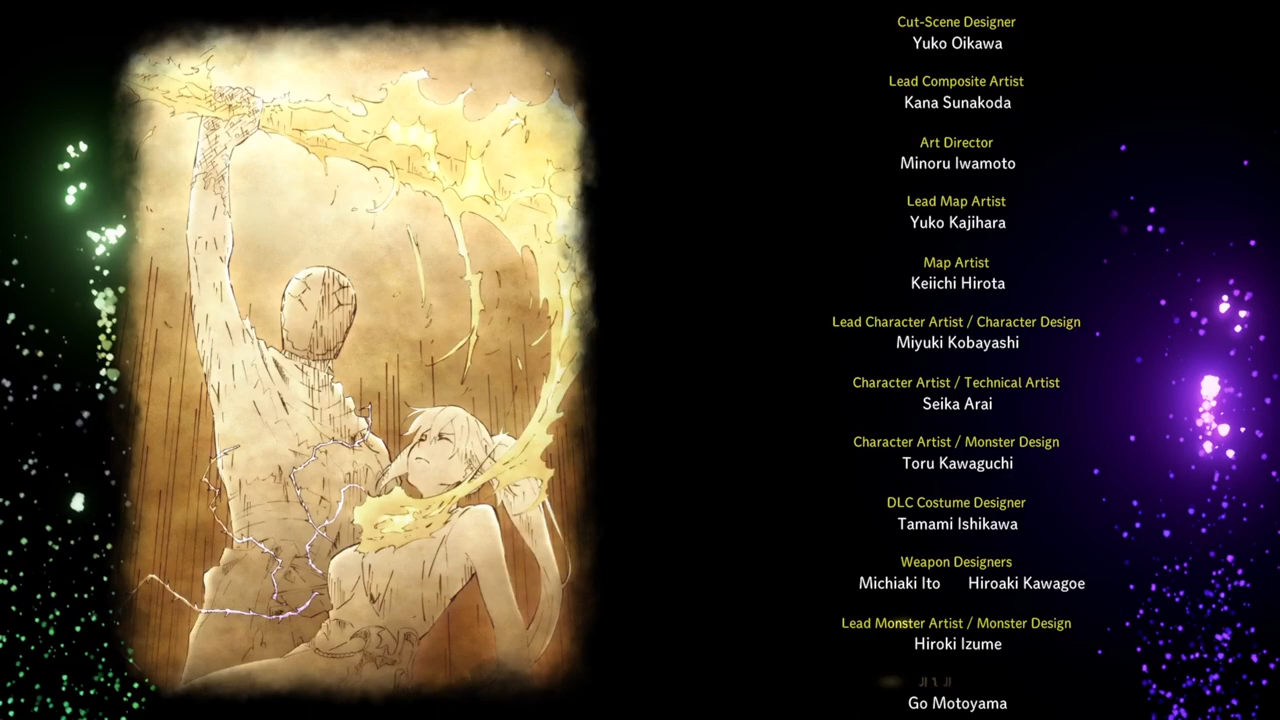 Cut-Scene Designer
Yuko Oikawa
Lead Composite Artist
Kana Sunakoda
Art Director
Minoru Iwamoto
Lead Map Artist
Yuko Kajihara
Map Artist
Keiichi Hirota
Lead Character Artist / Character Design
Miyuki Kobayashi
Character Artist / Technical Artist
Seika Arai
Character Artist / Monster Design
Toru Kawaguchi
DLC Costume Designer
Tamami Ishikawa
Weapon Designers
Michiaki Ito Hiroaki Kawagoe
Lead Monster Artist / Monster Design
Hiroki Izume
Go Motoyama